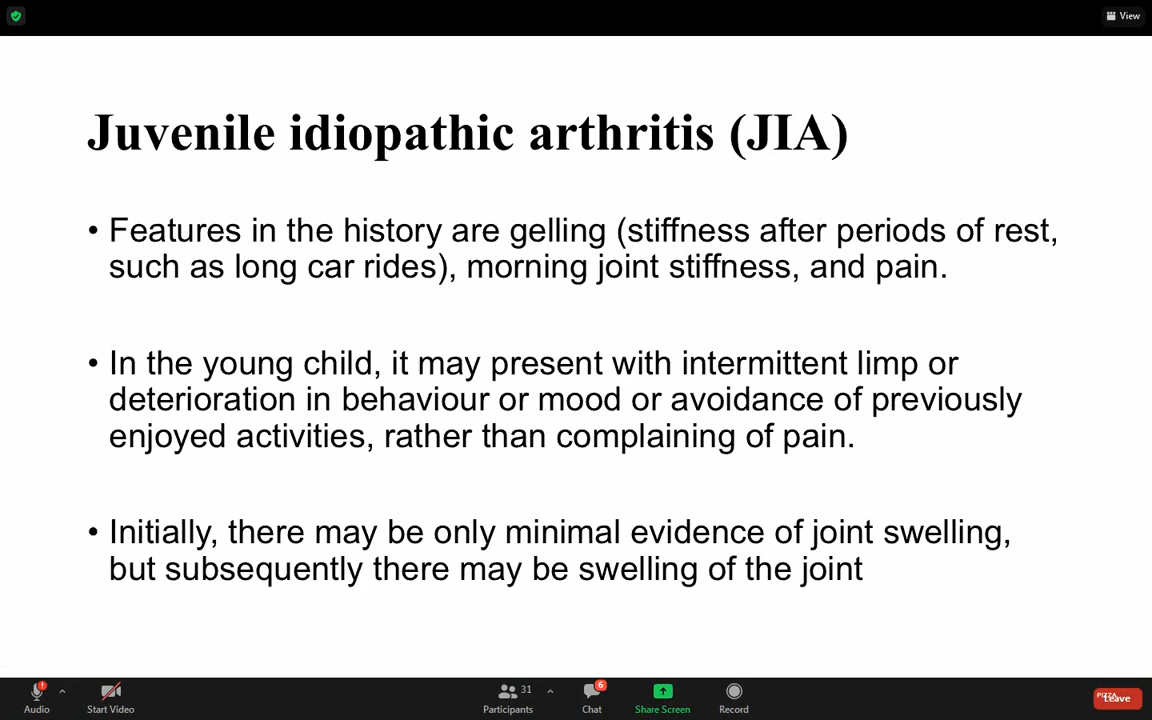 View
Juvenile idiopathic arthritis (JIA)
• Features in the history are gelling (stiffness after periods of rest,
such as long car rides), morning joint stiffness, and pain.
• In the young child, it may present with intermittent limp or
deterioration in behaviour or mood or avoidance of previously
enjoyed activities, rather than complaining of pain.
• Initially, there may be only minimal evidence of joint swelling,
but subsequently there may be swelling of the joint
Audio
Start Video
31
Participants
6
Chat
Share Screen
Record
PIZZA
Leave